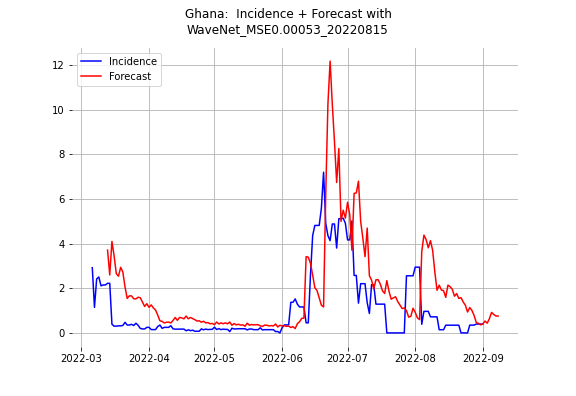 Ghana:  Incidence + Forecast with
WaveNet_MSE0.00053_20220815
Incidence
Forecast
12
10
8
6
4
2
0
2022-03 2022-04 2022-05 2022-06 2022-07 2022-08 2022-09